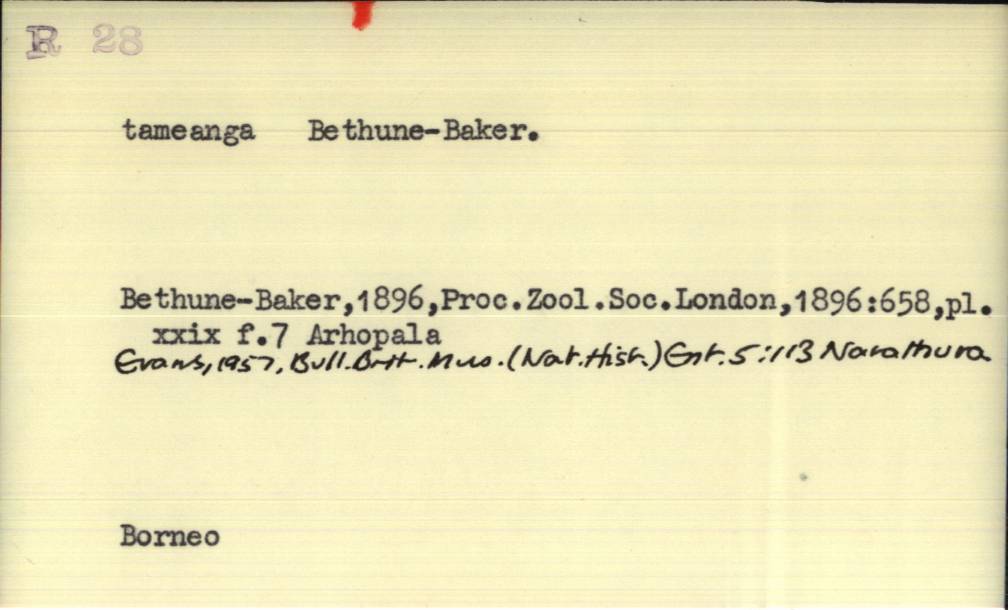 R 28
tameanga Bethune-Baker.
Bethune-Baker,1896,Proc.Zool.Soc.London,1896:658,pl.
xxix f.7 Arhopala
Evans, 1957, Bull.Brit.Mus.(Nat.Hist.) Ent. 5:113 Narathura
Borneo